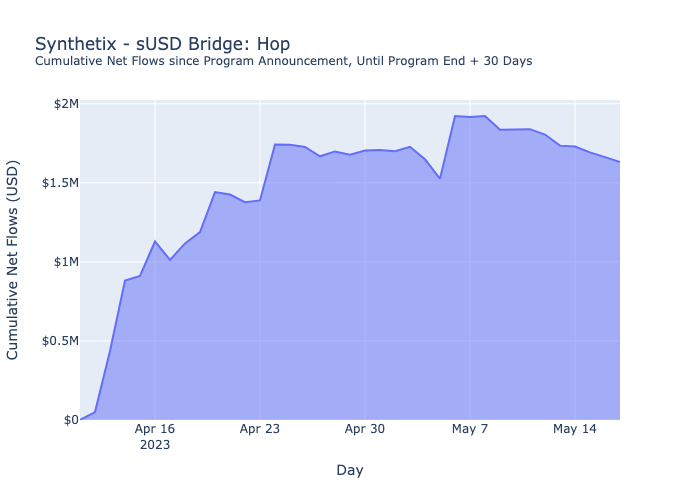 Synthetix - sUSD Bridge: Hop
Cumulative Net Flows since Program Announcement, Until Program End + 30 Days
Cumulative Net Flows (USD)
$2M
$1.5M
$1M
$0.5M
$0
Apr 16
2023
Apr 23
Apr 30
May 7
May 14
Day